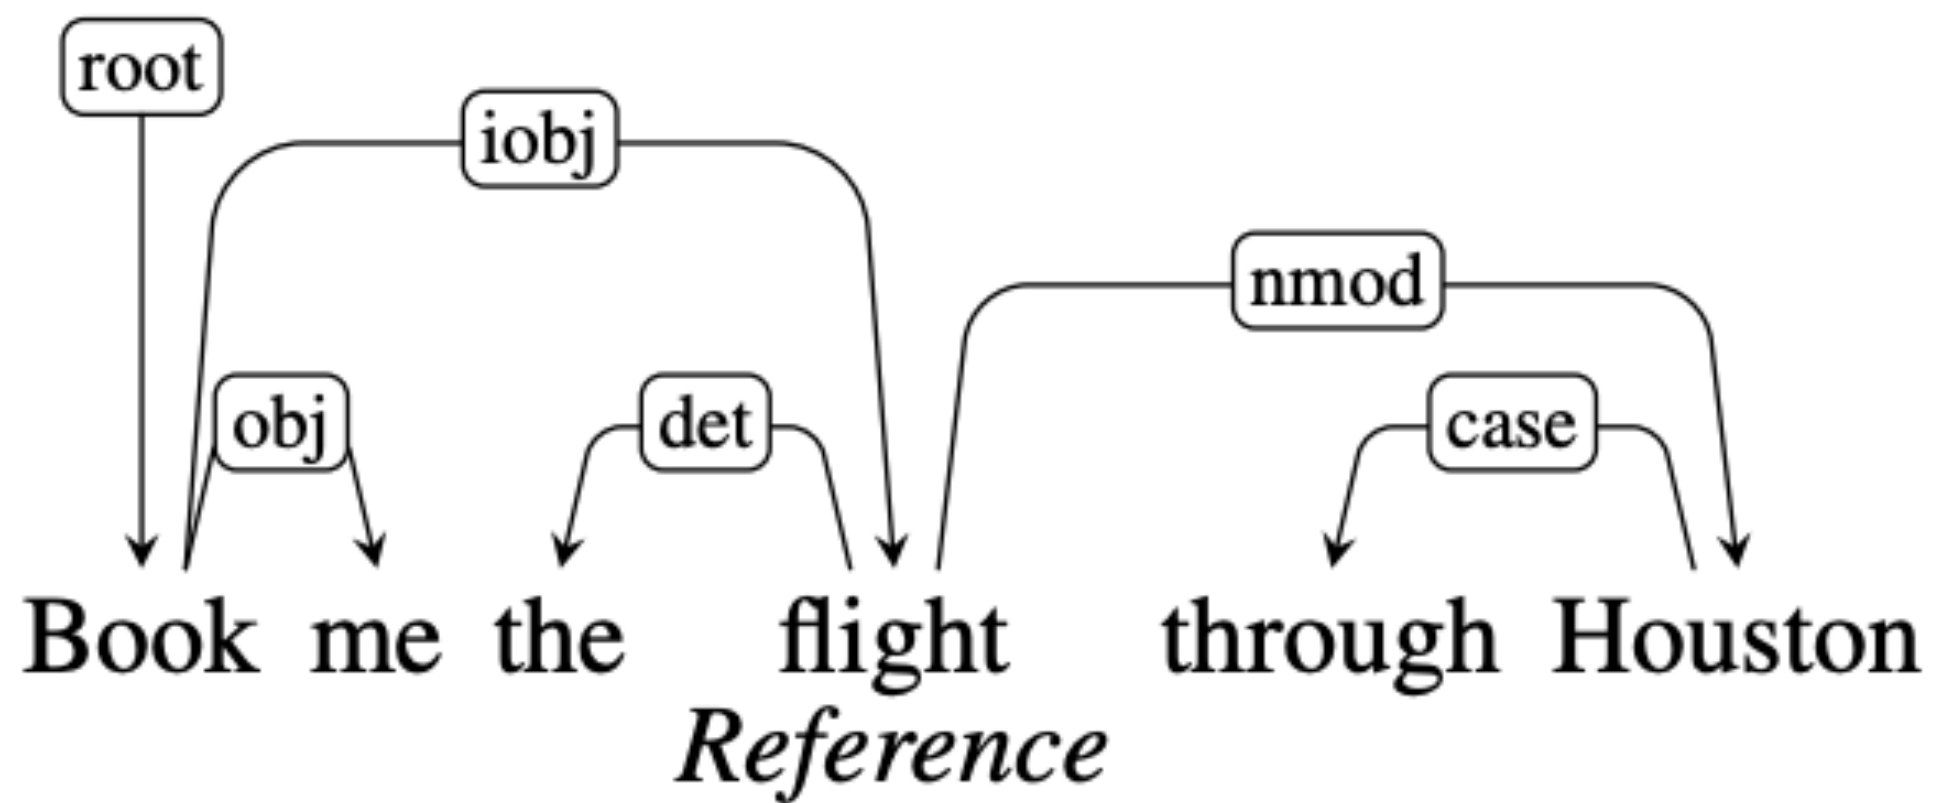 root
iobj
nmod
obj det case
Book me the flight through Houston
Reference